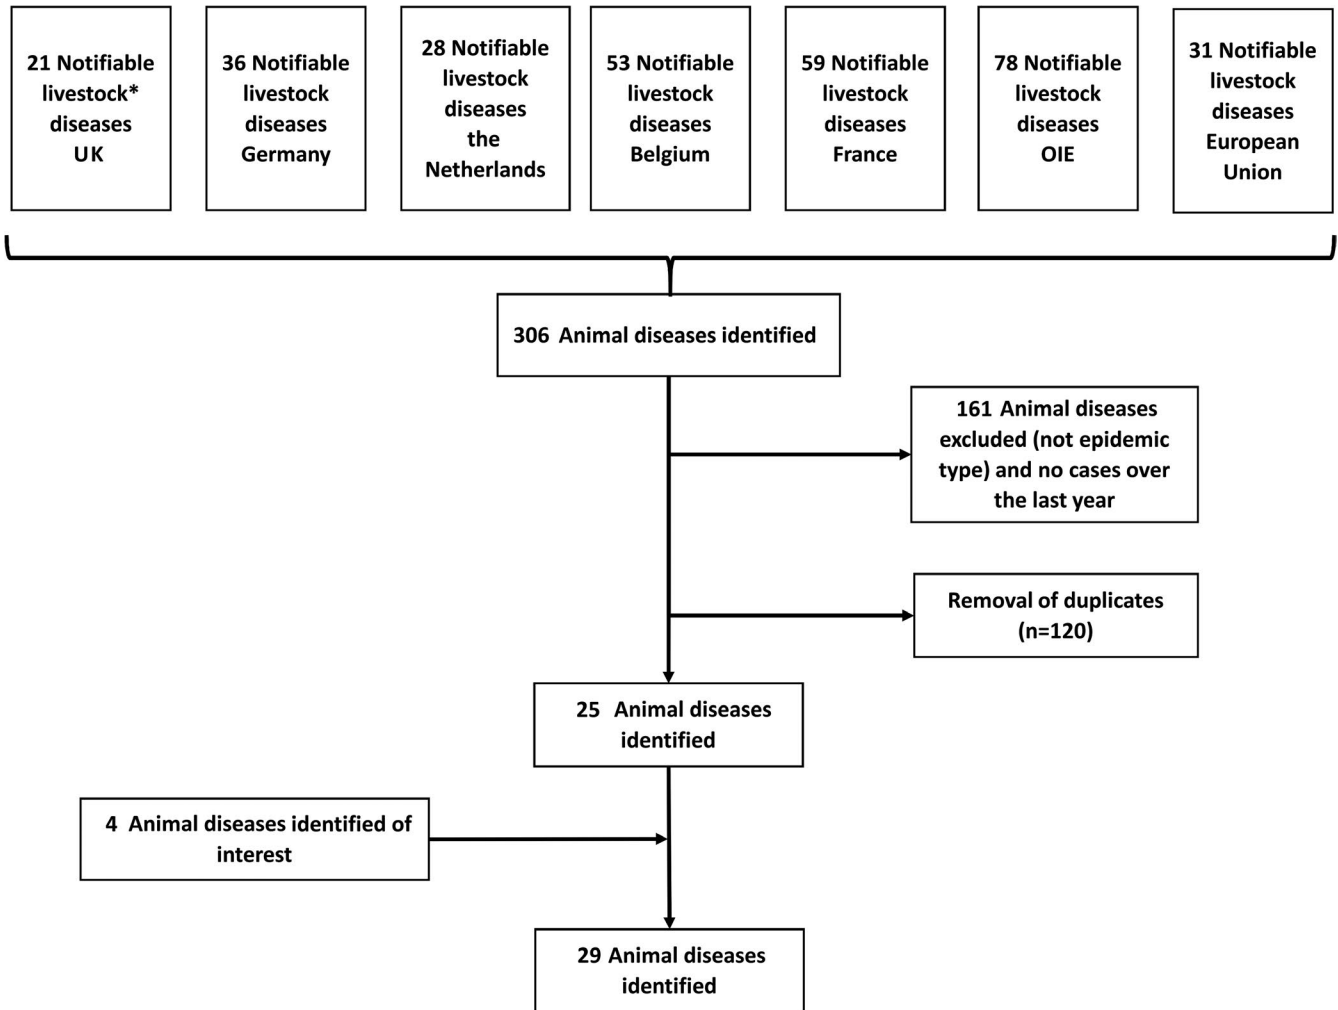 21 Notifiable
livestock*
diseases
UK
36 Notifiable
livestock
diseases
Germany
28 Notifiable
livestock
diseases
the
Netherlands
53 Notifiable
livestock
diseases
Belgium
59 Notifiable
livestock
diseases
France
78 Notifiable
livestock
diseases
OIE
31 Notifiable
livestock
diseases
European
Union
306 Animal diseases identified
161 Animal diseases
excluded (not epidemic
type) and no cases over
the last year
Removal of duplicates
(n=120)
25 Animal diseases
identified
4 Animal diseases identified of
interest
29 Animal diseases
identified